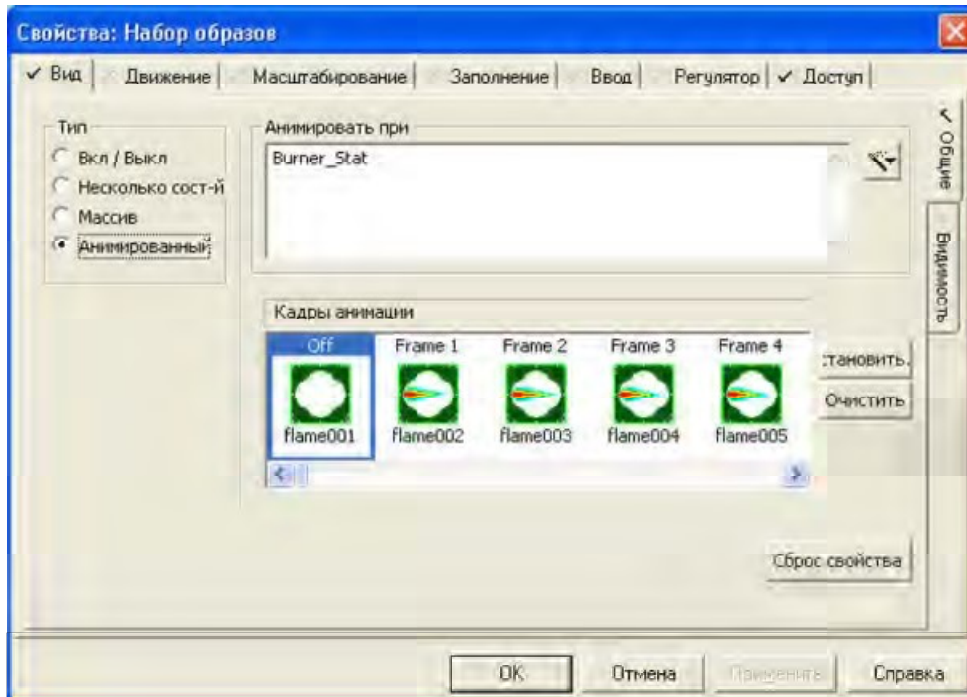 Свойства: Набор образов
Вид Движение Масштабирование Заполнение Ввод Регулятор Доступ
Общие
Видимость
Тип
Вкл / Выкл
Несколько сост-й
Массив
Анимированный
Анимировать при
Burner_Stat
Кадры анимации
Off Frame 1 Frame 2 Frame 3 Frame 4
flame001 flame002 flame003 flame004 flame005
тановить.
Очистить
Сброс свойства
OK Отмена Применить Справка